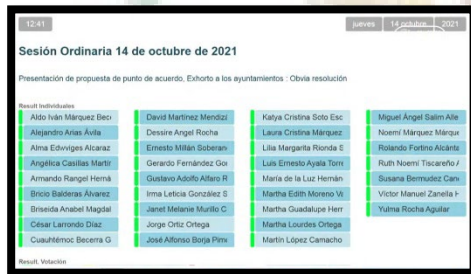 12:41
jueves 14 octubre 2021
Sesión Ordinaria 14 de octubre de 2021
Presentación de propuesta de punto de acuerdo, Exhorto a los ayuntamientos : Obvia resolución
Result Individuales
Aldo Iván Márquez Bec
Alejandro Arias Ávila
Alma Edwviges Alcaraz
Angélica Casillas Martír
Armando Rangel Herná
Bricio Balderas Álvarez
Briseida Anabel Magdal
César Larrondo Díaz
Cuauhtémoc Becerra G
David Martínez Mendizá
Dessire Angel Rocha
Ernesto Millán Soberan
Gerardo Fernández Go
Gustavo Adolfo Alfaro R
Irma Leticia González S
Janet Melanie Murillo C
Jorge Ortiz Ortega
José Alfonso Borja Pim
Katya Cristina Soto Esc
Laura Cristina Márquez
Lilia Margarita Rionda S
Luis Ernesto Ayala Torr
María de la Luz Hernán
Martha Edith Moreno Va
Martha Guadalupe Herr
Martha Lourdes Ortega
Martín López Camacho
Miguel Ángel Salim Alle
Noemí Márquez Márque
Rolando Fortino Alcánta
Ruth Noemí Tiscareño
Susana Bermudez Can
Víctor Manuel Zanella H
Yulma Rocha Aguilar
Result. Votación